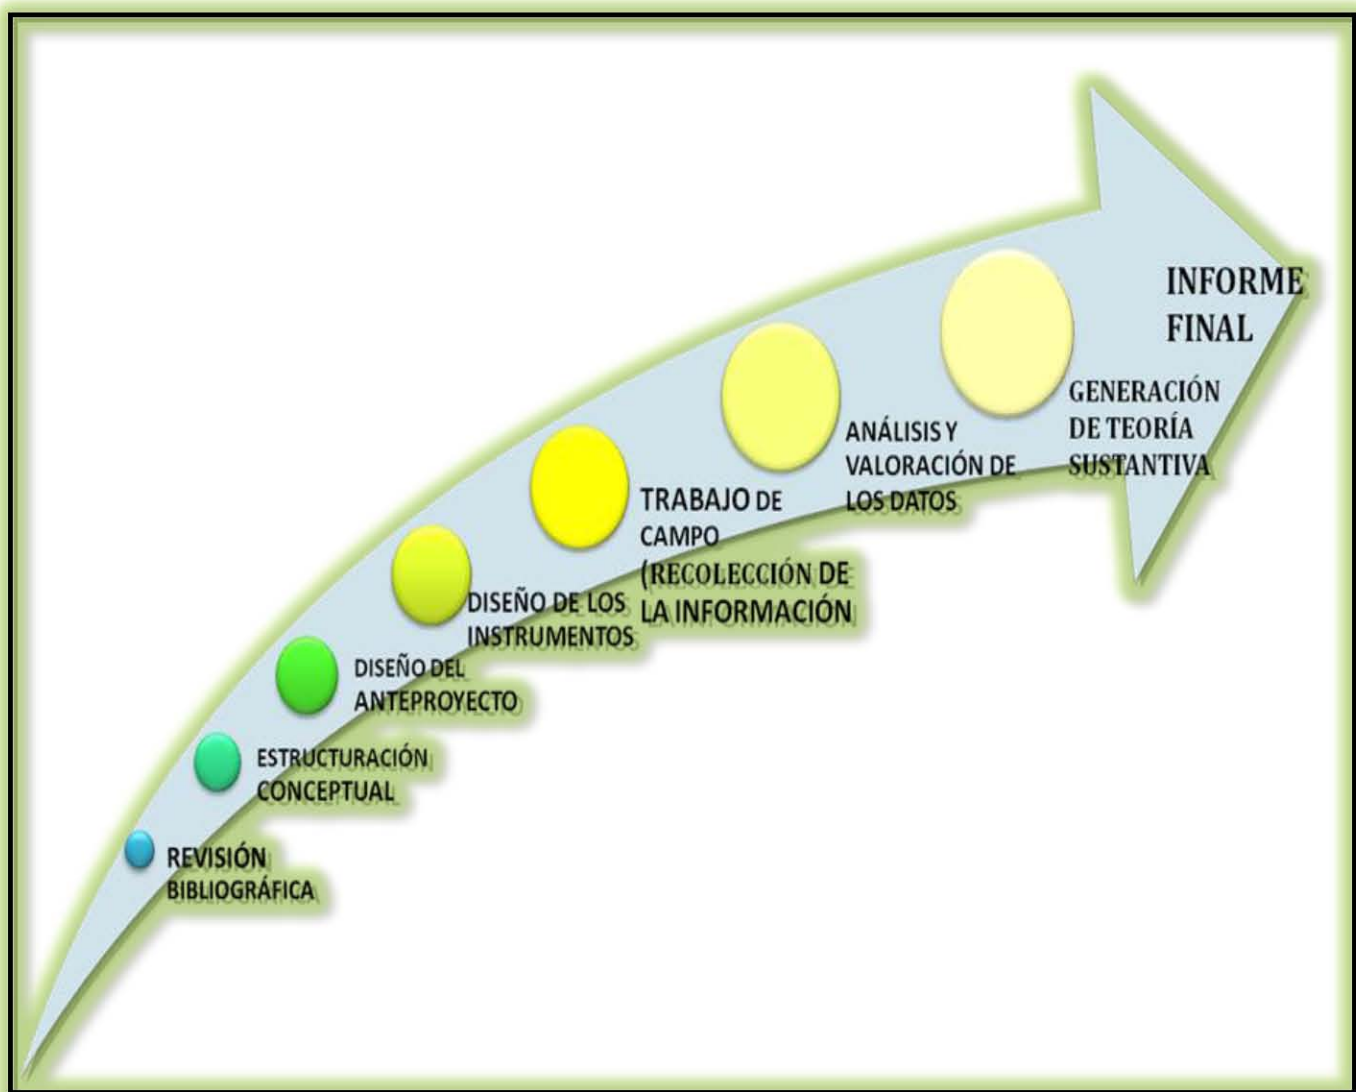 INFORME
FINAL
GENERACIÓN
DE TEORÍA
SUSTANTIVA
ANÁLISIS Y
VALORACIÓN DE
LOS DATOS
TRABAJO DE
CAMPO
(RECOLECCIÓN DE
LA INFORMACIÓN
DISEÑO DE LOS
INSTRUMENTOS
DISEÑO DEL
ANTEPROYECTO
ESTRUCTURACIÓN
CONCEPTUAL
REVISIÓN
BIBLIOGRÁFICA